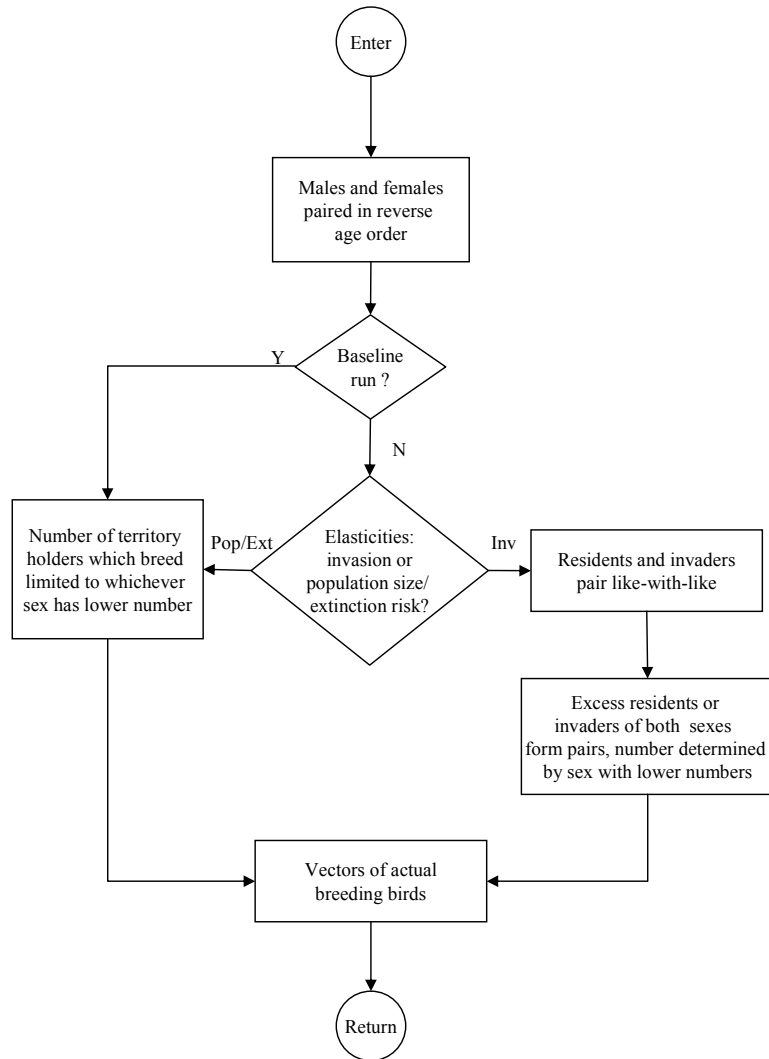 Enter
Males and females
paired in reverse
age order
Baseline
run ?
Y
N
Number of territory
holders which breed
limited to whichever
sex has lower number
Pop/Ext
Elasticities:
invasion or
population size/
extinction risk?
Inv
Residents and invaders
pair like-with-like
Excess residents or
invaders of both sexes
form pairs, number determined
by sex with lower numbers
Vectors of actual
breeding birds
Return